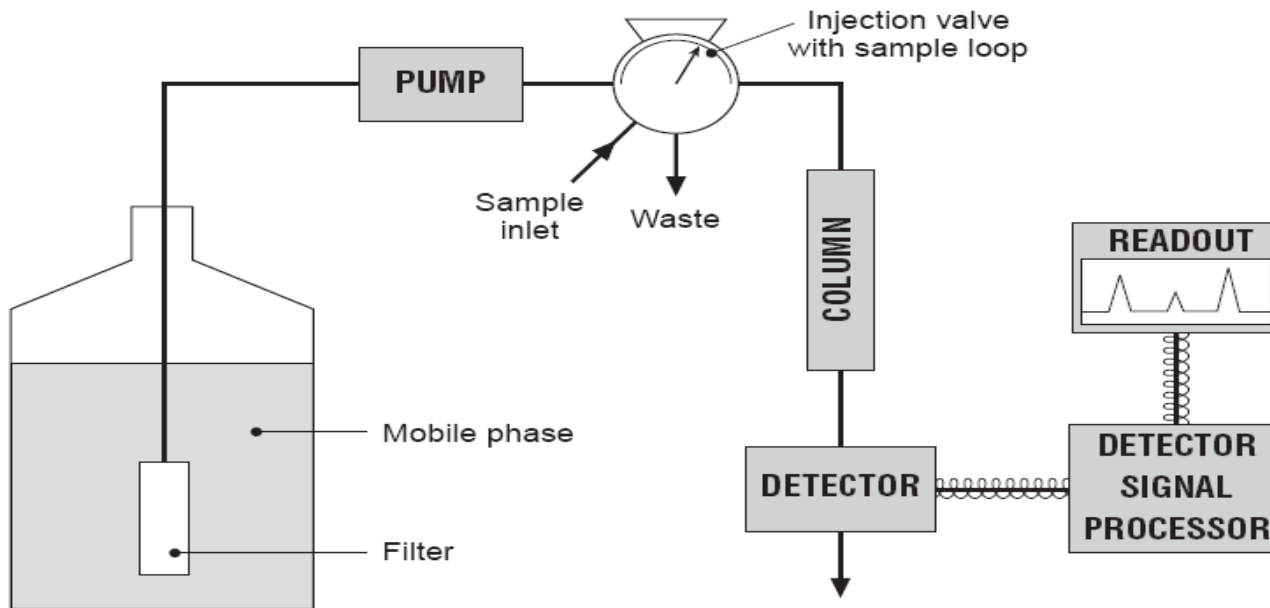 Injection valve
with sample loop
PUMP
Sample
inlet
Waste
COLUMN
READOUT
Mobile phase
DETECTOR
DETECTOR
SIGNAL
PROCESSOR
Filter